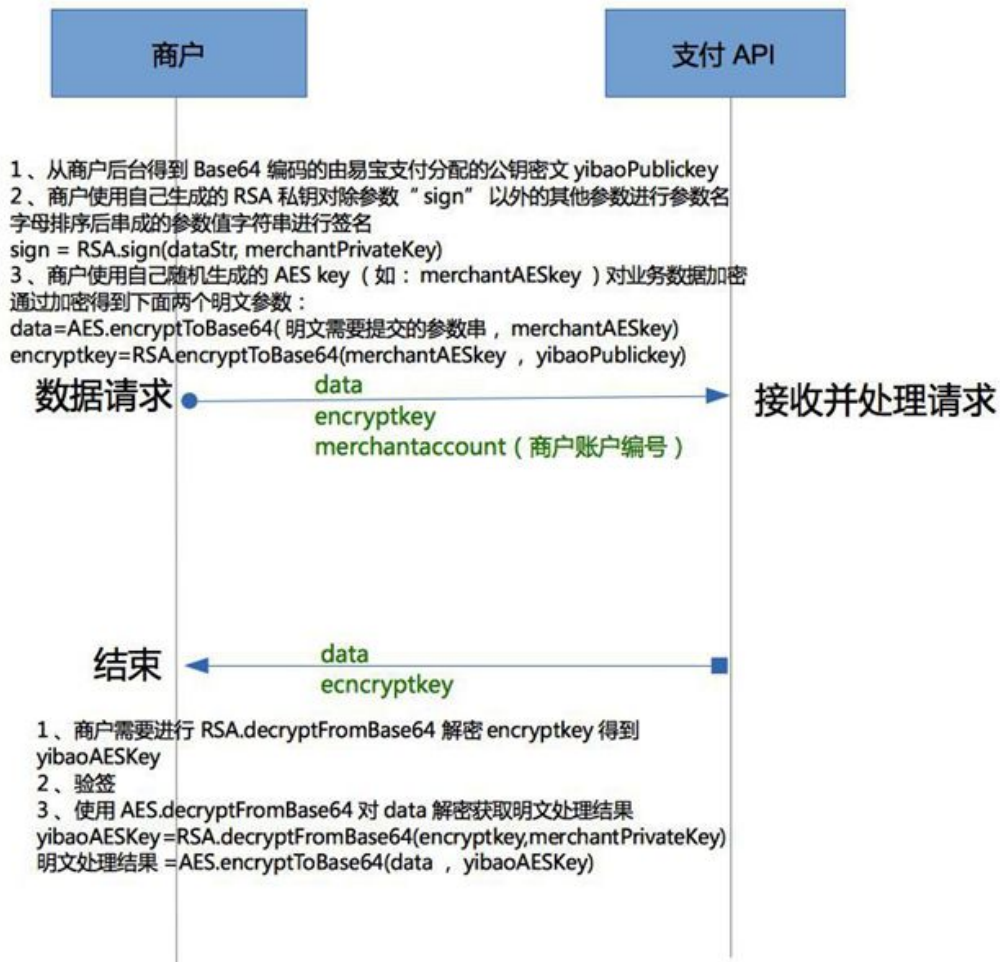 商户
支付 API
1 、从商户后台得到 Base64 编码的由易宝支付分配的公钥密文 yibaoPublickey
2 、商户使用自己生成的 RSA 私钥对除参数 “ sign” 以外的其他参数进行参数名
字母排序后串成的参数值字符串进行签名
sign = RSA.sign(dataStr, merchantPrivateKey)
3 、商户使用自己随机生成的 AES key （ 如 ： merchantAESkey ）对业务数据加密
通过加密得到下面两个明文参数：
data=AES.encryptToBase64( 明文需要提交的参数串 ，merchantAESkey)
encryptkey=RSA.encryptToBase64(merchantAESkey ，yibaoPublickey)
数据请求
data
encryptkey
merchantaccount（ 商户账户编号 ）
接收并处理请求
结束
data
ecncryptkey
1 、商户需要进行 RSA.decryptFromBase64 解密 encryptkey 得到
yibaoAESKey
2 、验签
3 、使用 AES.decryptFromBase64 对 data 解密获取明文处理结果
yibaoAESKey=RSA.decryptFromBase64(encryptkey,merchantPrivateKey)
明文处理结果 =AES.encryptToBase64(data ，yibaoAESKey)